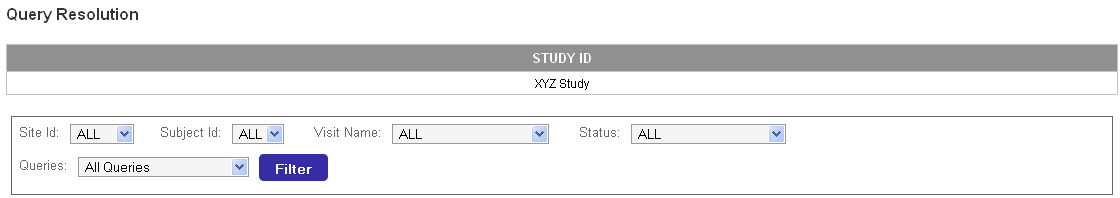 Query Resolution
STUDY ID
XYZ Study
Site Id: ALL Subject Id: ALL Visit Name: ALL Status: ALL
Queries: All Queries Filter